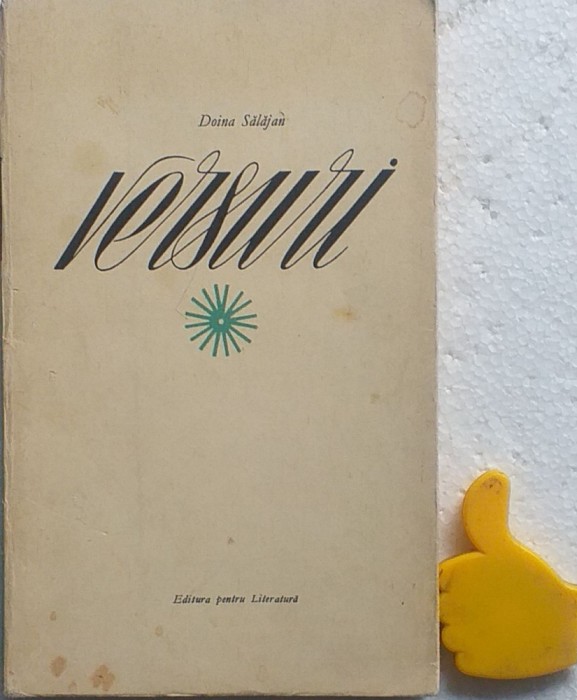 Doina Sălăjan
versuri
Editura pentru Literatură